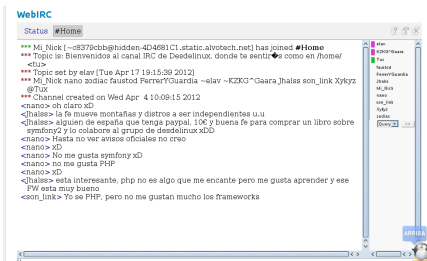 WebIRC
Status #Home
*** Mi_Nick [~c8379cbb@hidden-4D4681C1.static.alvotech.net] has joined #Home
*** Topic is: Bienvenidos al canal IRC de Desdelinux, donde te sentir�s como en /home/
<tu>
*** Topic set by elav [Tue Apr 17 19:15:39 2012]
*** Mi_Nick nano zodiac faustod FerrerYGuardia ~elav ~KZKG^Gaara Jhalss son_link Xykyz
@Tux
*** Channel created on Wed Apr 4 10:09:15 2012
<nano> oh claro xD
<Jhalss> la fe mueve montañas y distros a ser independientes u.u
<Jhalss> alguien de españa que tenga paypal, 10€ y buena fe para comprar un libro sobre
symfony2 y lo colabore al grupo de desdelinux xDD
<nano> Hasta no ver avisos oficiales no creo
<nano> xD
<nano> No me gusta symfony xD
<nano> no me gusta PHP
<nano> xD
<Jhalss> esta interesante, php no es algo que me encante pero me gusta aprender y ese
FW esta muy bueno
<son_link> Yo se PHP, pero no me gustan mucho los frameworks
elav
KZKG^Gaara
Tux
faustod
FerrerYGuardia
Jhalss
Mi_Nick
nano
son_link
Xykyz
zodiac
Query
ARRIBA